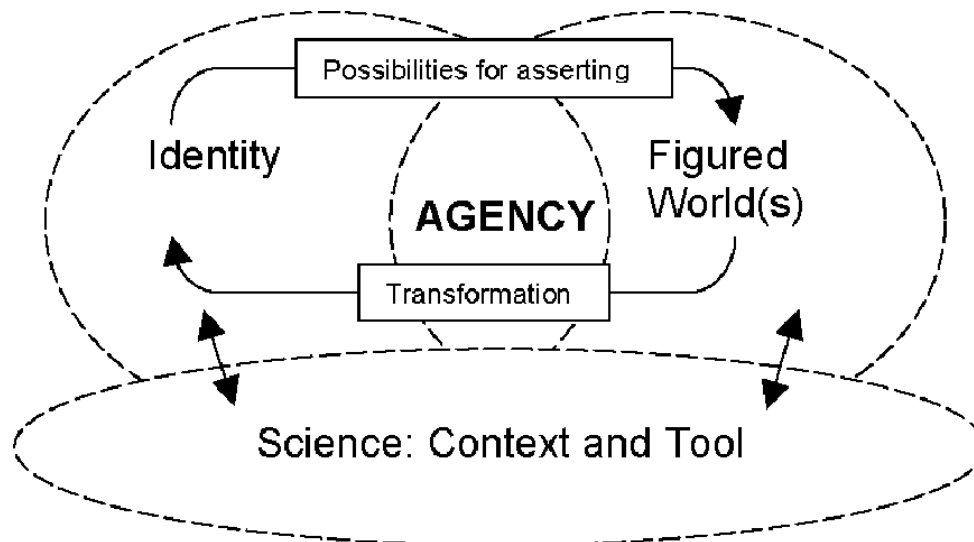 Possibilities for asserting
Identity
Figured
World(s)
AGENCY
Transformation
Science: Context and Tool